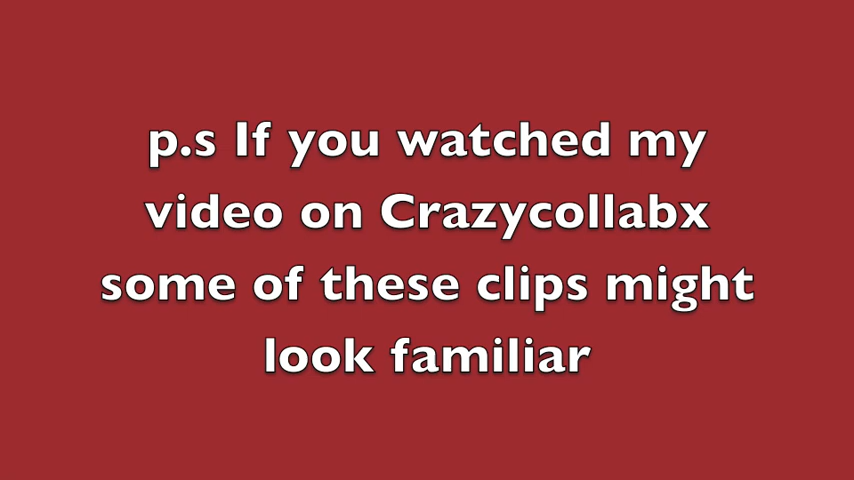 p.s If you watched my
video on Crazycollabx
some of these clips might
look familiar